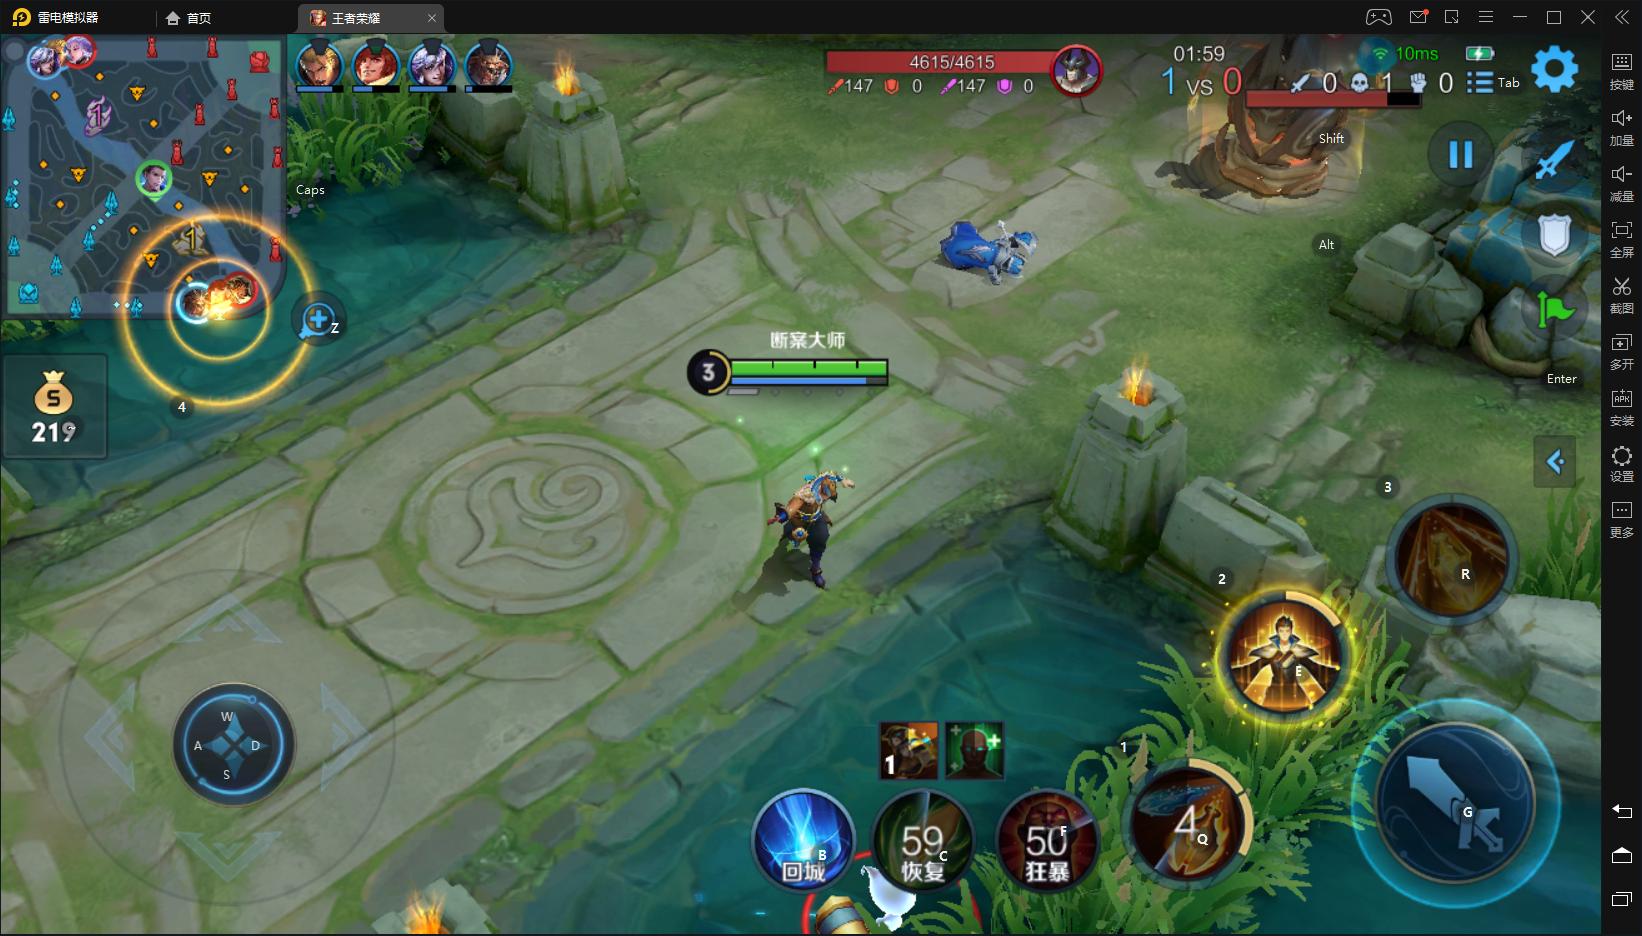 雷电模拟器
首页
王者荣耀
4615/4615
147 0 147 0
01:59
1 VS 0
10ms
0 1 0
Tab
Shift
Caps
Alt
Enter
1
1
Z
4
219
断案大师
3
3
R
2
E
W
A D
S
1
1
4
Q
G
B
回城
59
C
恢复
50
F
狂暴
按键
加量
减量
全屏
截图
多开
APK
安装
设置
更多